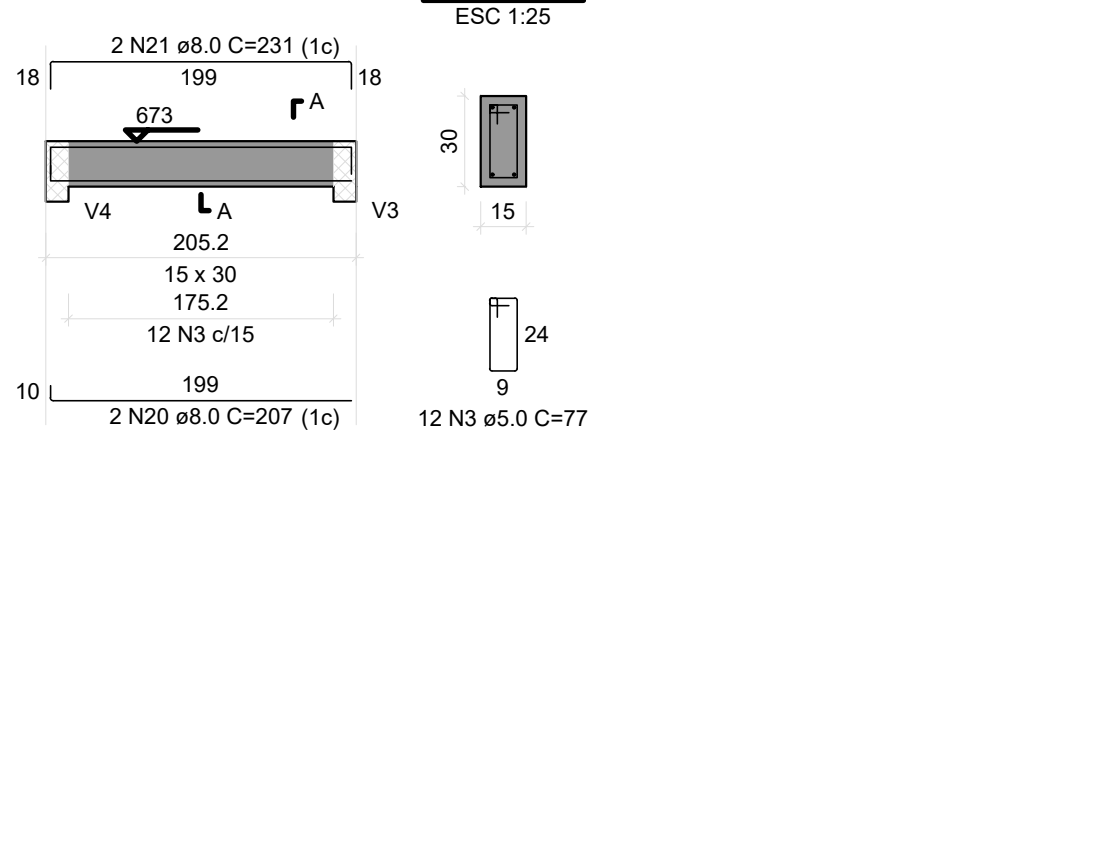 ESC 1:25
2 N21 ø8.0 C=231 (1c)
18
199
18
A
673
30
V4
A
V3
15
205.2
15 x 30
175.2
12 N3 c/15
24
10
199
9
2 N20 ø8.0 C=207 (1c)
12 N3 ø5.0 C=77